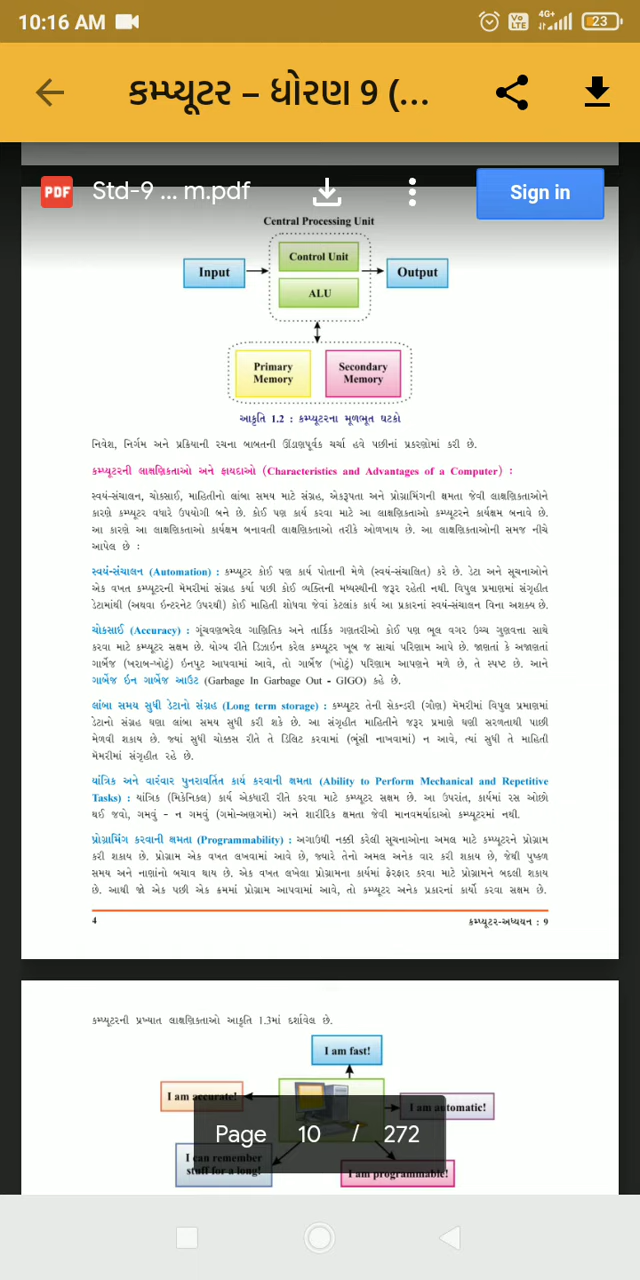 10:16 AM
Vo LTE
4G+
23
કમ્પ્યૂટર – ધોરણ 9 (...
PDF
Std-9 ... m.pdf
Sign in
Central Processing Unit
Control Unit
Input
Output
ALU
Primary Memory
Secondary Memory
આકૃતિ 1.2 : કમ્પ્યૂટરના મૂળભૂત ઘટકો
નિવેશ, નિર્ગમ અને પ્રક્રિયાની રચના બાબતની ઊંડાણપૂર્વક ચર્ચા હવે પછીનાં પ્રકરણોમાં કરી છે.
કમ્પ્યૂટરની લાક્ષણિકતાઓ અને ફાયદાઓ (Characteristics and Advantages of a Computer) :
સ્વયં-સંચાલન, ચોક્સાઈ, માહિતીનો લાંબા સમય માટે સંગ્રહ, એકરૂપતા અને પ્રોગ્રામિંગની ક્ષમતા જેવી લાક્ષણિકતાઓને
કારણે કમ્પ્યૂટર વધારે ઉપયોગી બને છે. કોઈ પણ કાર્ય કરવા માટે આ લાક્ષણિકતાઓ કમ્પ્યૂટરને કાર્યક્ષમ બનાવે છે.
આ કારણે આ લાક્ષણિકતાઓ કાર્યક્ષમ બનાવતી લાક્ષણિકતાઓ તરીકે ઓળખાય છે. આ લાક્ષણિકતાઓની સમજ નીચે
આપેલ છે :
સ્વયં-સંચાલન (Automation) : કમ્પ્યૂટર કોઈ પણ કાર્ય પોતાની મેળે (સ્વયં-સંચાલિત) કરે છે. ડેટા અને સૂચનાઓને
એક વખત કમ્પ્યૂટરની મેમરીમાં સંગ્રહ કર્યા પછી કોઈ વ્યક્તિની મધ્યસ્થીની જરૂર રહેતી નથી. વિપુલ પ્રમાણમાં સંગૃહીત
ડેટામાંથી (અથવા ઇન્ટરનેટ ઉપરથી) કોઈ માહિતી શોધવા જેવાં કેટલાંક કાર્ય આ પ્રકારનાં સ્વયં-સંચાલન વિના અશક્ય છે.
ચોક્સાઈ (Accuracy) : ગૂંચવણભરેલ ગાણિતિક અને તાર્કિક ગણતરીઓ કોઈ પણ ભૂલ વગર ઉચ્ચ ગુણવત્તા સાથે
કરવા માટે કમ્પ્યૂટર સક્ષમ છે. યોગ્ય રીતે ડિઝાઇન કરેલ કમ્પ્યૂટર ખૂબ જ સાચાં પરિણામ આપે છે. જાણતાં કે અજાણતાં
ગાર્બેજ (ખરાબ-ખોટું) ઇનપુટ આપવામાં આવે, તો ગાર્બેજ (ખોટું) પરિણામ આપણને મળે છે, તે સ્પષ્ટ છે. આને
ગાર્બેજ ઇન ગાર્બેજ આઉટ (Garbage In Garbage Out - GIGO) કહે છે.
લાંબા સમય સુધી ડેટાનો સંગ્રહ (Long term storage) : કમ્પ્યૂટર તેની સેકન્ડરી (ગૌણ) મેમરીમાં વિપુલ પ્રમાણમાં
ડેટાનો સંગ્રહ ઘણા લાંબા સમય સુધી કરી શકે છે. આ સંગૃહીત માહિતીને જરૂર પ્રમાણે ઘણી સરળતાથી પાછી
મેળવી શકાય છે. જ્યાં સુધી ચોક્કસ રીતે તે ડિલિટ કરવામાં (ભૂંસી નાખવામાં) ન આવે, ત્યાં સુધી તે માહિતી
મેમરીમાં સંગૃહીત રહે છે.
યાંત્રિક અને વારંવાર પુનરાવર્તિત કાર્ય કરવાની ક્ષમતા (Ability to Perform Mechanical and Repetitive
Tasks) : યાંત્રિક (મિકેનિકલ) કાર્ય એકધારી રીતે કરવા માટે કમ્પ્યૂટર સક્ષમ છે. આ ઉપરાંત, કાર્યમાં રસ ઓછો
થઈ જવો, ગમવું - ન ગમવું (ગમો-અણગમો) અને શારીરિક ક્ષમતા જેવી માનવમર્યાદાઓ કમ્પ્યૂટરમાં નથી.
પ્રોગ્રામિંગ કરવાની ક્ષમતા (Programmability) : અગાઉથી નક્કી કરેલી સૂચનાઓના અમલ માટે કમ્પ્યૂટરને પ્રોગ્રામ
કરી શકાય છે. પ્રોગ્રામ એક વખત લખવામાં આવે છે, જ્યારે તેનો અમલ અનેક વાર કરી શકાય છે, જેથી પુષ્કળ
સમય અને નાણાંનો બચાવ થાય છે. એક વખત લખેલા પ્રોગ્રામના કાર્યમાં ફેરફાર કરવા માટે પ્રોગ્રામને બદલી શકાય
છે. આથી જો એક પછી એક ક્રમમાં પ્રોગ્રામ આપવામાં આવે, તો કમ્પ્યૂટર અનેક પ્રકારનાં કાર્યો કરવા સક્ષમ છે.
4
કમ્પ્યૂટર-અધ્યયન : 9
કમ્પ્યૂટરની પ્રખ્યાત લાક્ષણિકતાઓ આકૃતિ 1.3માં દર્શાવેલ છે.
I am fast!
I am accurate!
I am automatic!
Page 10 / 272
I can remember
stuff for a long!
I am programmable!